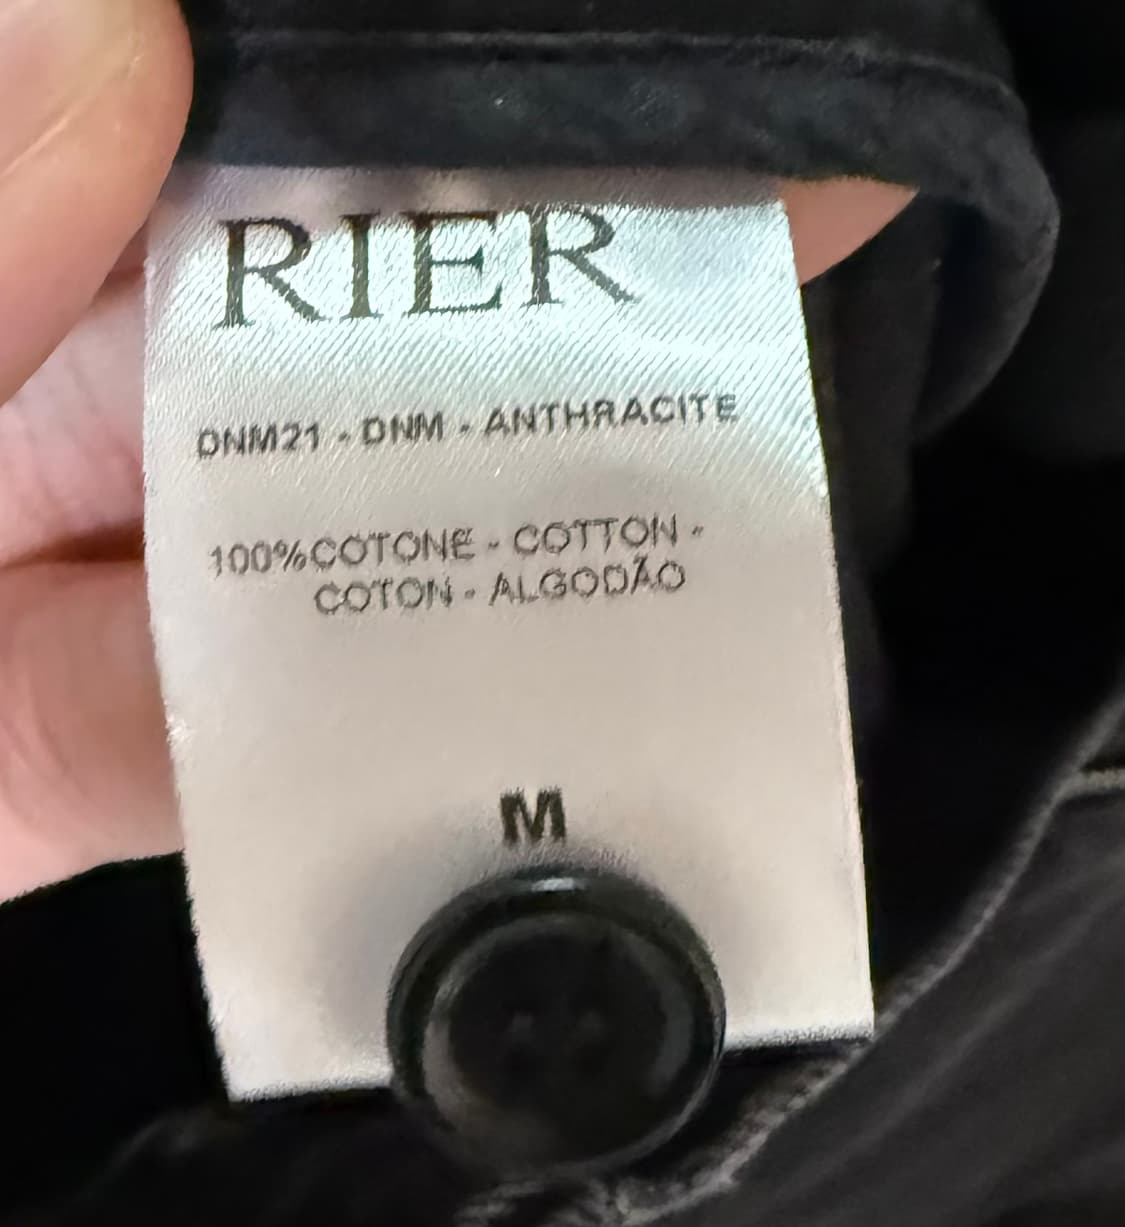 RIER
DNM21 - DNM - ANTHRACITE
100%COTONE - COTTON -
COTON - ALGODÃO
M